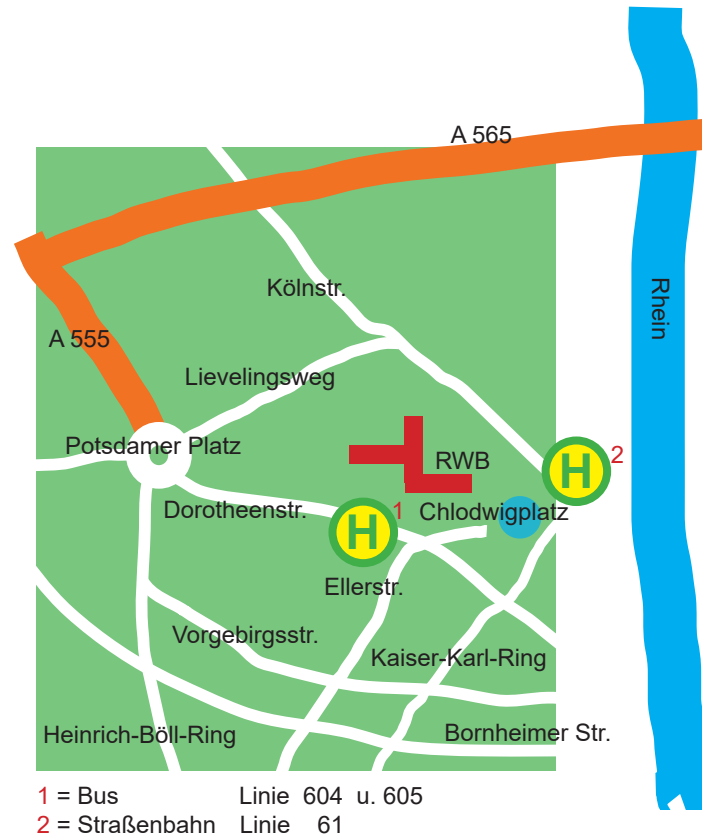 A 565
Kölnstr.
Rhein
A 555
Lievelingsweg
Potsdamer Platz
RWB
H 2
Dorotheenstr.
H 1
Chlodwigplatz
Ellerstr.
Vorgebirgsstr.
Kaiser-Karl-Ring
Heinrich-Böll-Ring
Bornheimer Str.
1 = Bus Linie 604 u. 605
2 = Straßenbahn Linie 61